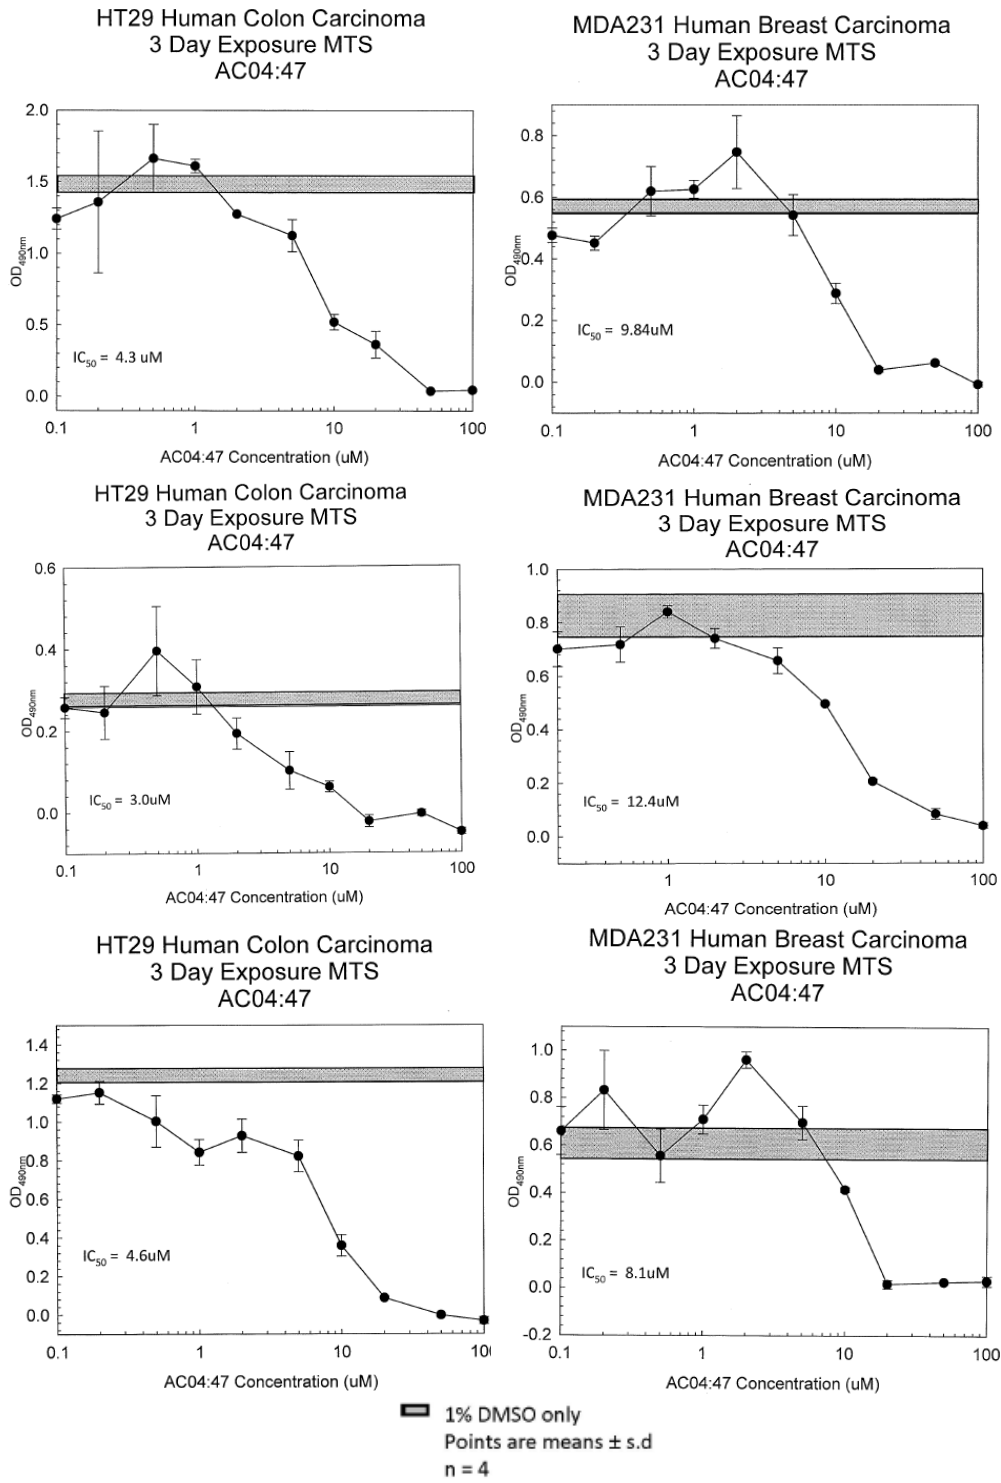 HT29 Human Colon Carcinoma
3 Day Exposure MTS
AC04:47
2.0
1.5
1.0
0.5
0.0
OD490nm
IC50 = 4.3 uM
0.1
1
10
100
AC04:47 Concentration (uM)
MDA231 Human Breast Carcinoma
3 Day Exposure MTS
AC04:47
0.8
0.6
0.4
0.2
0.0
OD490nm
IC50 = 9.84uM
0.1
1
10
100
AC04:47 Concentration (uM)
HT29 Human Colon Carcinoma
3 Day Exposure MTS
AC04:47
0.6
0.4
0.2
0.0
OD490nm
IC50 = 3.0uM
0.1
1
10
100
AC04:47 Concentration (uM)
MDA231 Human Breast Carcinoma
3 Day Exposure MTS
AC04:47
1.0
0.8
0.6
0.4
0.2
0.0
OD490nm
IC50 = 12.4uM
1
10
100
AC04:47 Concentration (uM)
HT29 Human Colon Carcinoma
3 Day Exposure MTS
AC04:47
1.4
1.2
1.0
0.8
0.6
0.4
0.2
0.0
OD490nm
IC50 = 4.6uM
0.1
1
10
10
AC04:47 Concentration (uM)
MDA231 Human Breast Carcinoma
3 Day Exposure MTS
AC04:47
1.0
0.8
0.6
0.4
0.2
0.0
-0.2
OD490nm
IC50 = 8.1uM
0.1
1
10
100
AC04:47 Concentration (uM)
1% DMSO only
Points are means ± s.d
n = 4